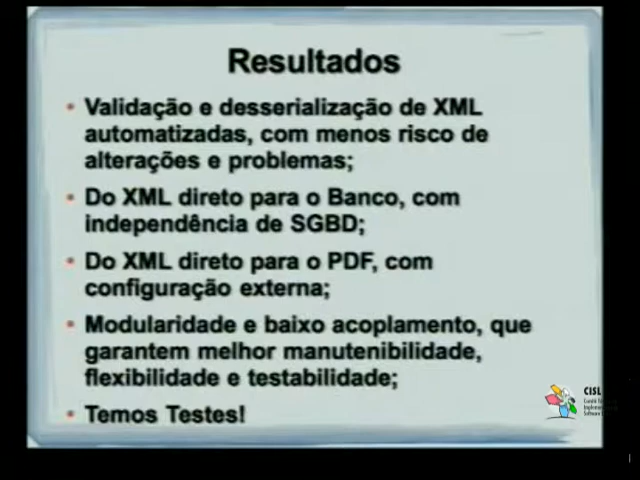 Resultados
• Validação e desserialização de XML
automatizadas, com menos risco de
alterações e problemas;
• Do XML direto para o Banco, com
independência de SGBD;
• Do XML direto para o PDF, com
configuração externa;
• Modularidade e baixo acoplamento, que
garantem melhor manutenibilidade,
flexibilidade e testabilidade;
• Temos Testes!
CISL